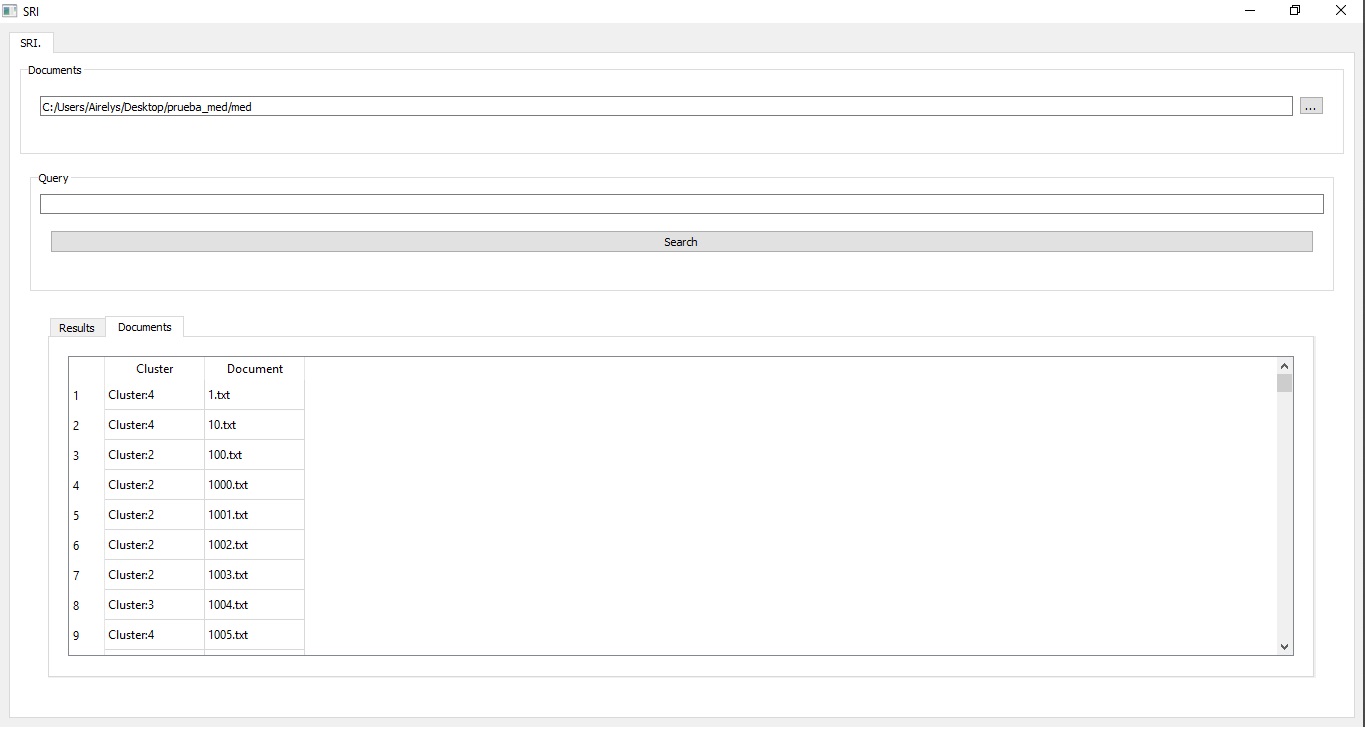 SRI
SRI.
Documents
C:/Users/Airelys/Desktop/prueba_med/med
...
Query
Search
Results Documents
Cluster Document
1 Cluster:4 1.txt
2 Cluster:4 10.txt
3 Cluster:2 100.txt
4 Cluster:2 1000.txt
5 Cluster:2 1001.txt
6 Cluster:2 1002.txt
7 Cluster:2 1003.txt
8 Cluster:3 1004.txt
9 Cluster:4 1005.txt